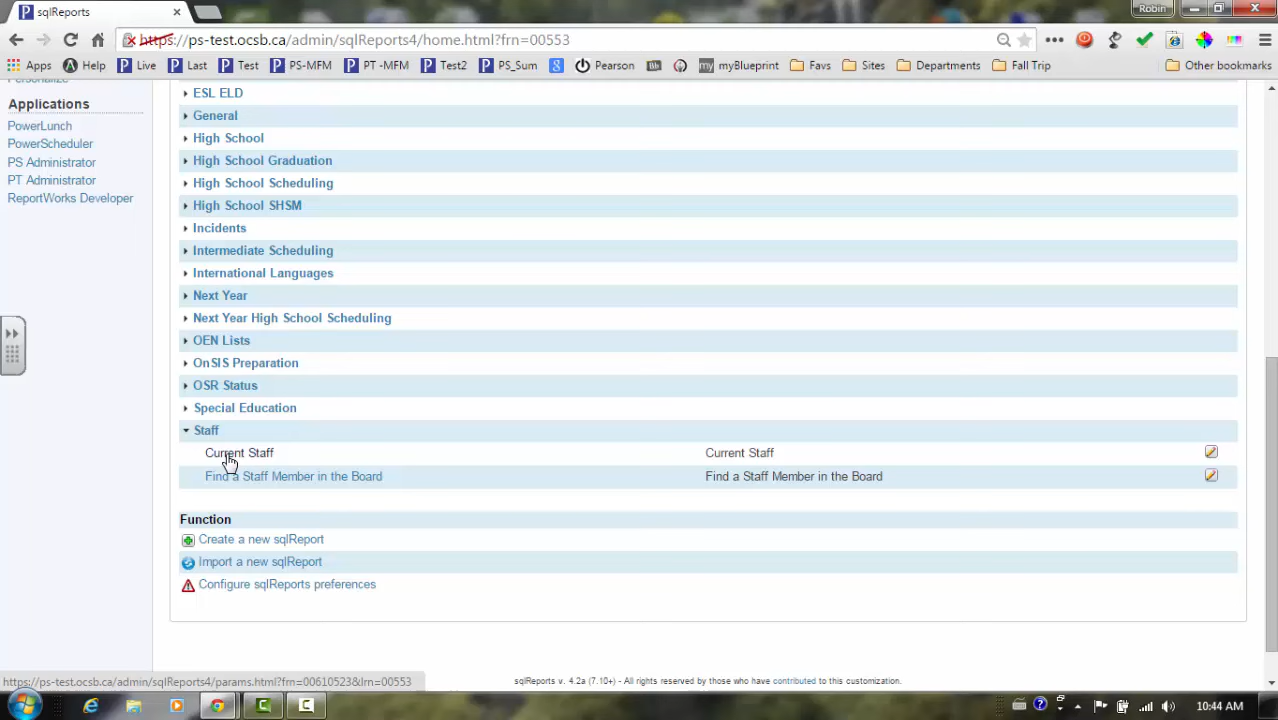 sqlReports
Robin
https://ps-test.ocsb.ca/admin/sqlReports4/home.html?frn=00553
Apps Help Live Last Test PS-MFM PT -MFM Test2 PS_Sum Pearson myBlueprint Favs Sites Departments Fall Trip Other bookmarks
Personalize
Applications
PowerLunch
PowerScheduler
PS Administrator
PT Administrator
ReportWorks Developer
ESL ELD
General
High School
High School Graduation
High School Scheduling
High School SHSM
Incidents
Intermediate Scheduling
International Languages
Next Year
Next Year High School Scheduling
OEN Lists
OnSIS Preparation
OSR Status
Special Education
Staff
Current Staff Current Staff
Find a Staff Member in the Board Find a Staff Member in the Board
Function
Create a new sqlReport
Import a new sqlReport
Configure sqlReports preferences
https://ps-test.ocsb.ca/admin/sqlReports4/params.html?frn=00610523&lrn=00553
sqlReports v. 4.2a (7.10+) - All rights reserved by those who have contributed to this customization.
10:44 AM